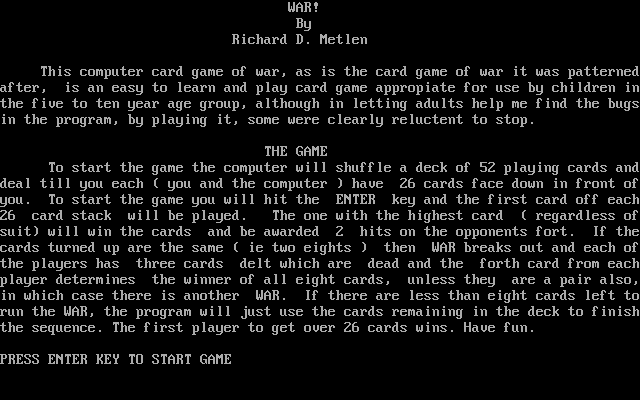 WAR!
By
Richard D. Metlen
This computer card game of war, as is the card game of war it was patterned
after,  is an easy to learn and play card game appropiate for use by children in
the five to ten year age group, although in letting adults help me find the bugs
in the program, by playing it, some were clearly reluctant to stop.
THE GAME
To start the game the computer will shuffle a deck of 52 playing cards and
deal till you each ( you and the computer ) have  26 cards face down in front of
you.  To start the game you will hit the  ENTER  key and the first card off each
26  card stack  will be played.   The one with the highest card  ( regardless of
suit) will win the cards  and be awarded  2  hits on the opponents fort.  If the
cards turned up are the same ( ie two eights )  then  WAR breaks out and each of
the players has  three cards  delt which are  dead and the  forth card from each
player determines  the winner of all eight cards,  unless they  are a pair also,
in which case there is another  WAR.  If there are less than eight cards left to
run the WAR, the program will just use the cards remaining in the deck to finish
the sequence. The first player to get over 26 cards wins. Have fun.
PRESS ENTER KEY TO START GAME